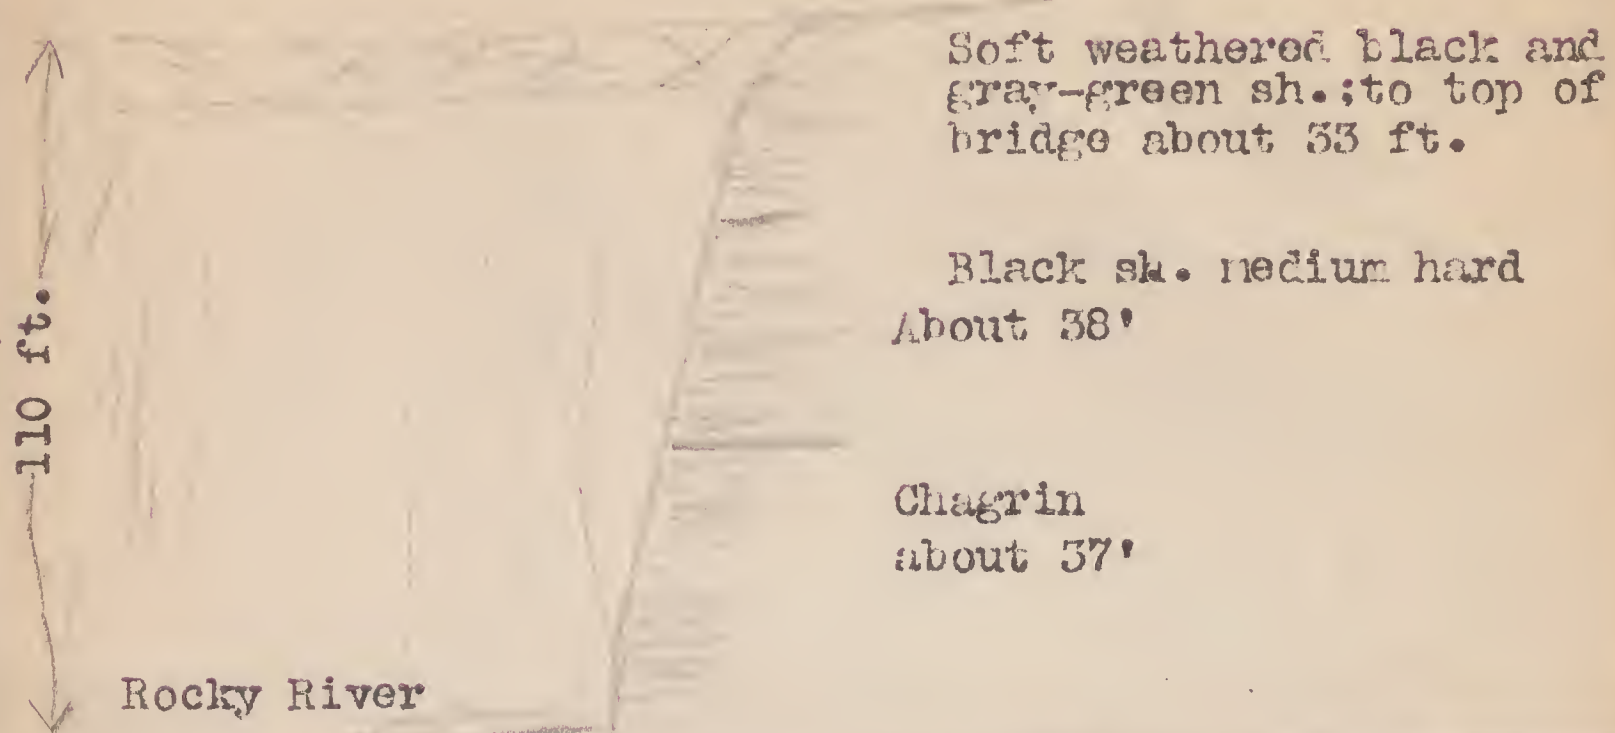 Soft weathered black and
gray-green sh.;to top of
bridge about 33 ft.
Black sh. medium hard
About 38'
110 ft.
Chagrin
about 37'
Rocky River